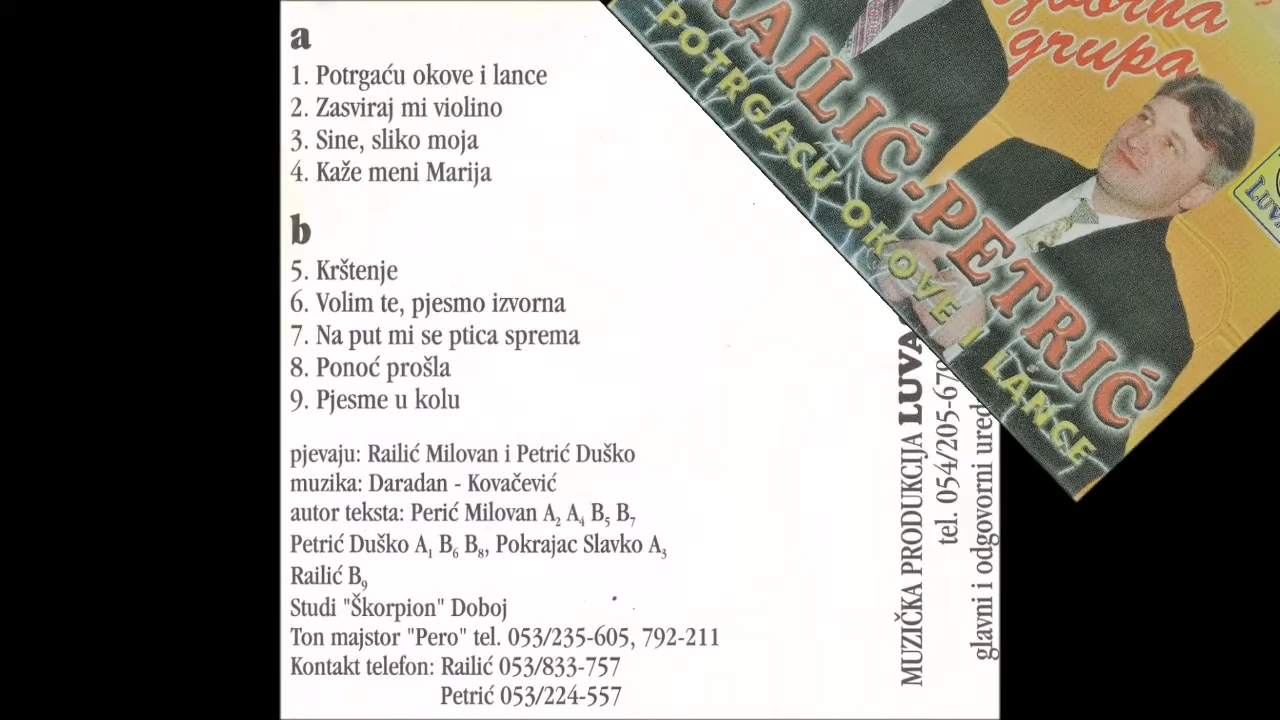 a
1. Potrgaću okove i lance
2. Zasviraj mi violino
3. Sine, sliko moja
4. Kaže meni Marija
b
5. Krštenje
6. Volim te, pjesmo izvorna
7. Na put mi se ptica sprema
8. Ponoć prošla
9. Pjesme u kolu
pjevaju: Railić Milovan i Petrić Duško
muzika: Daradan - Kovačević
autor teksta: Perić Milovan A₂ A₄ B₅ B₇
Petrić Duško A₁ B₆ B₈, Pokrajac Slavko A₃
Railić B₉
Studi "Škorpion" Doboj
Ton majstor "Pero" tel. 053/235-605, 792-211
Kontakt telefon: Railić 053/833-757
Petrić 053/224-557
MUZIČKA PRODUKCIJA LUVA
tel. 054/205-679
glavni i odgovorni ured
grupa
RAILIĆ-PETRIĆ
POTRGAĆU OKOVE I LANCE